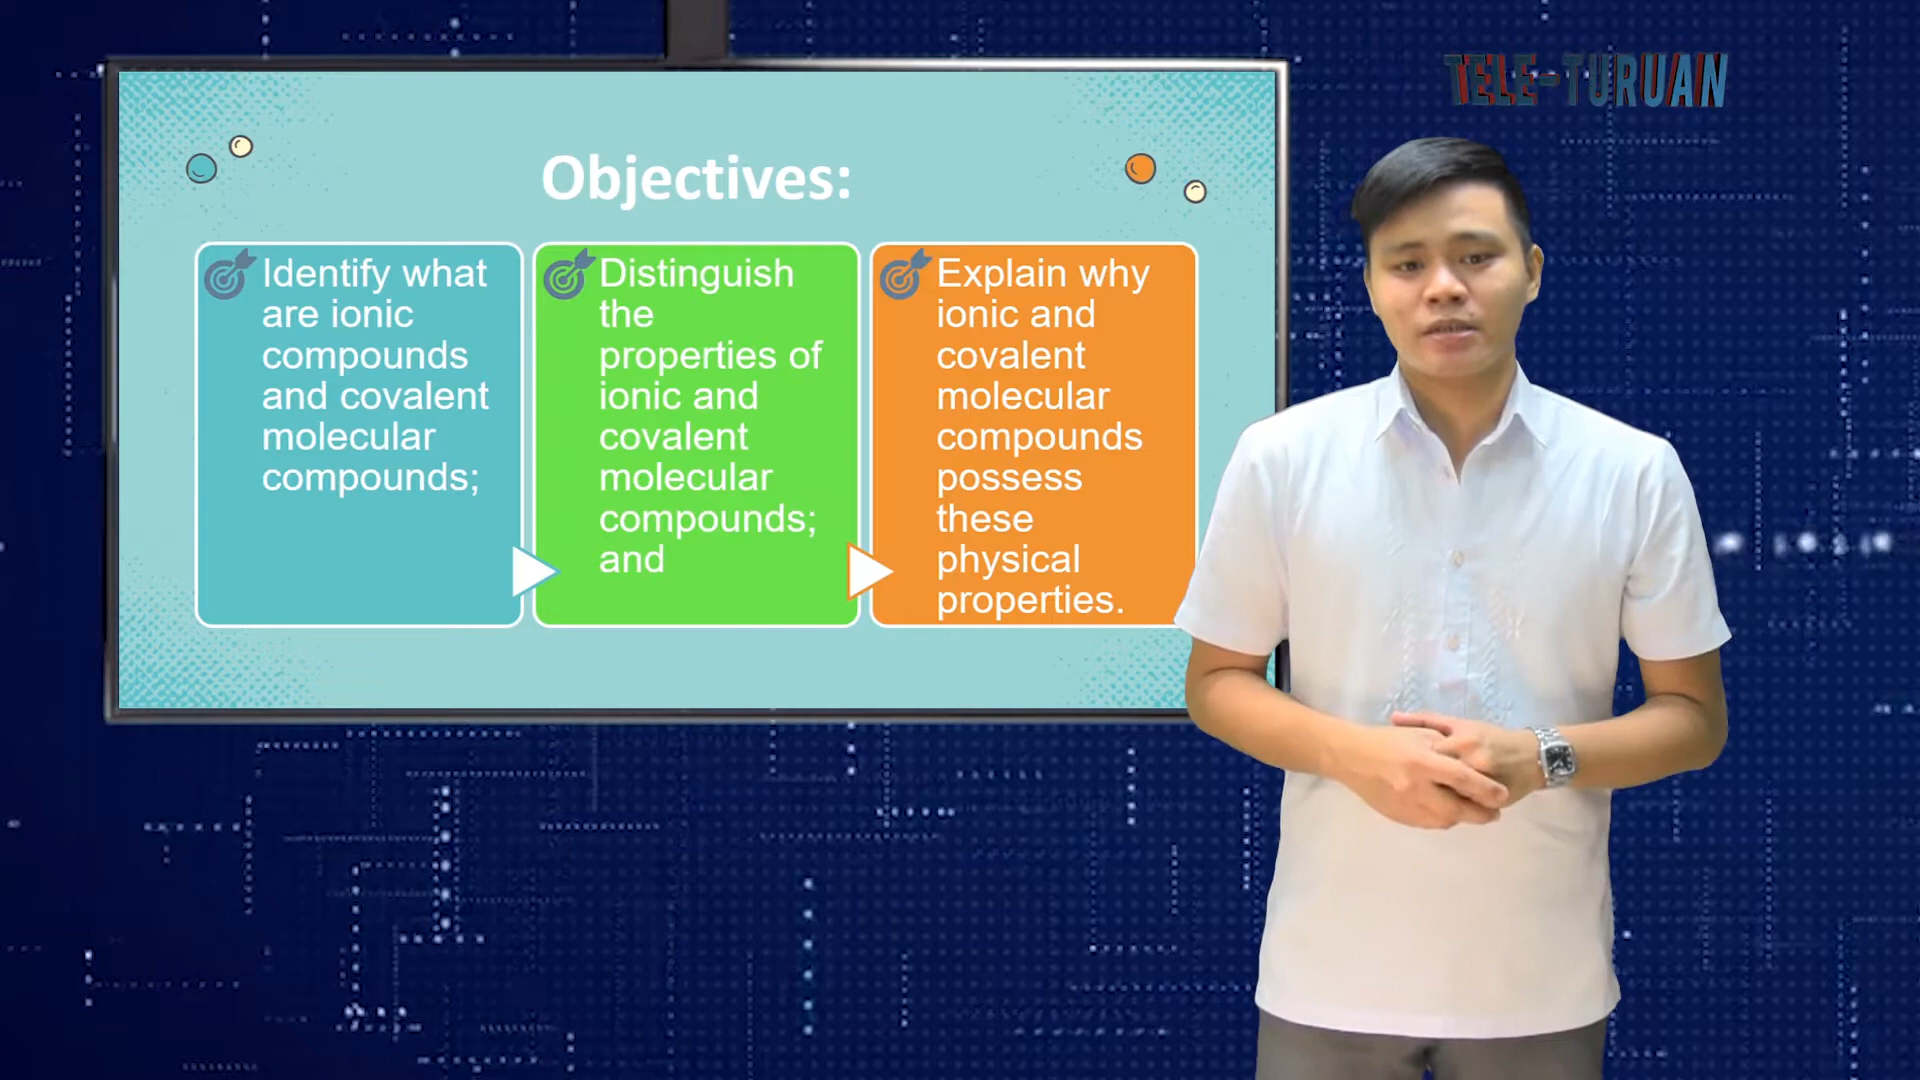 TELE-TURUAN
Objectives:
Identify what
are ionic
compounds
and covalent
molecular
compounds;
Distinguish
the
properties of
ionic and
covalent
molecular
compounds;
and
Explain why
ionic and
covalent
molecular
compounds
possess
these
physical
properties.